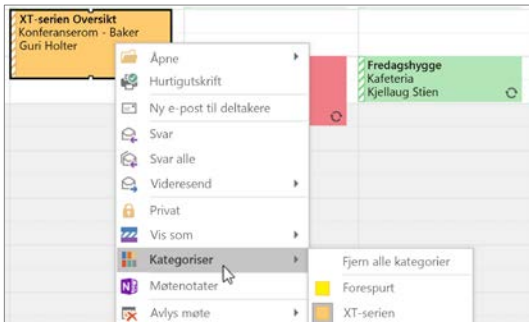 XT-serien Oversikt
Konferanserom - Baker
Guri Holter
Fredagshygge
Kafeteria
Kjellaug Stien
Åpne
Hurtigutskrift
Ny e-post til deltakere
Svar
Svar alle
Videresend
Privat
Vis som
Kategoriser
Møtenotater
Avlys møte
Fjern alle kategorier
Forespurt
XT-serien